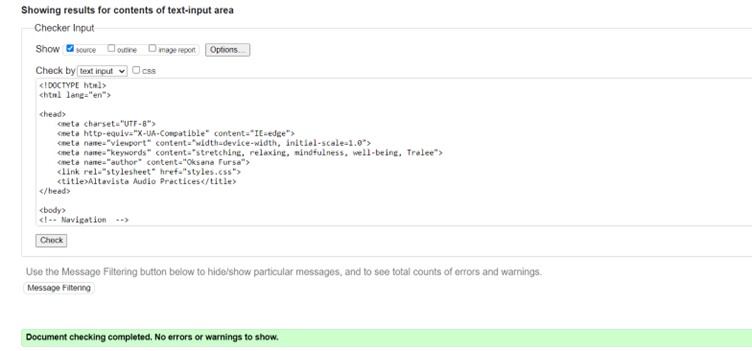 Showing results for contents of text-input area
Checker Input
Show source outline image report Options...
Check by text input css
<!DOCTYPE html>
<html lang="en">
<head>
<meta charset="UTF-8">
<meta http-equiv="X-UA-Compatible" content="IE=edge">
<meta name="viewport" content="width=device-width, initial-scale=1.0">
<meta name="keywords" content="stretching, relaxing, mindfulness, well-being, Tralee">
<meta name="author" content="Oksana Fursa">
<link rel="stylesheet" href="styles.css">
<title>Altavista Audio Practices</title>
</head>
<body>
<!-- Navigation -->
Check
Use the Message Filtering button below to hide/show particular messages, and to see total counts of errors and warnings.
Message Filtering
Document checking completed. No errors or warnings to show.